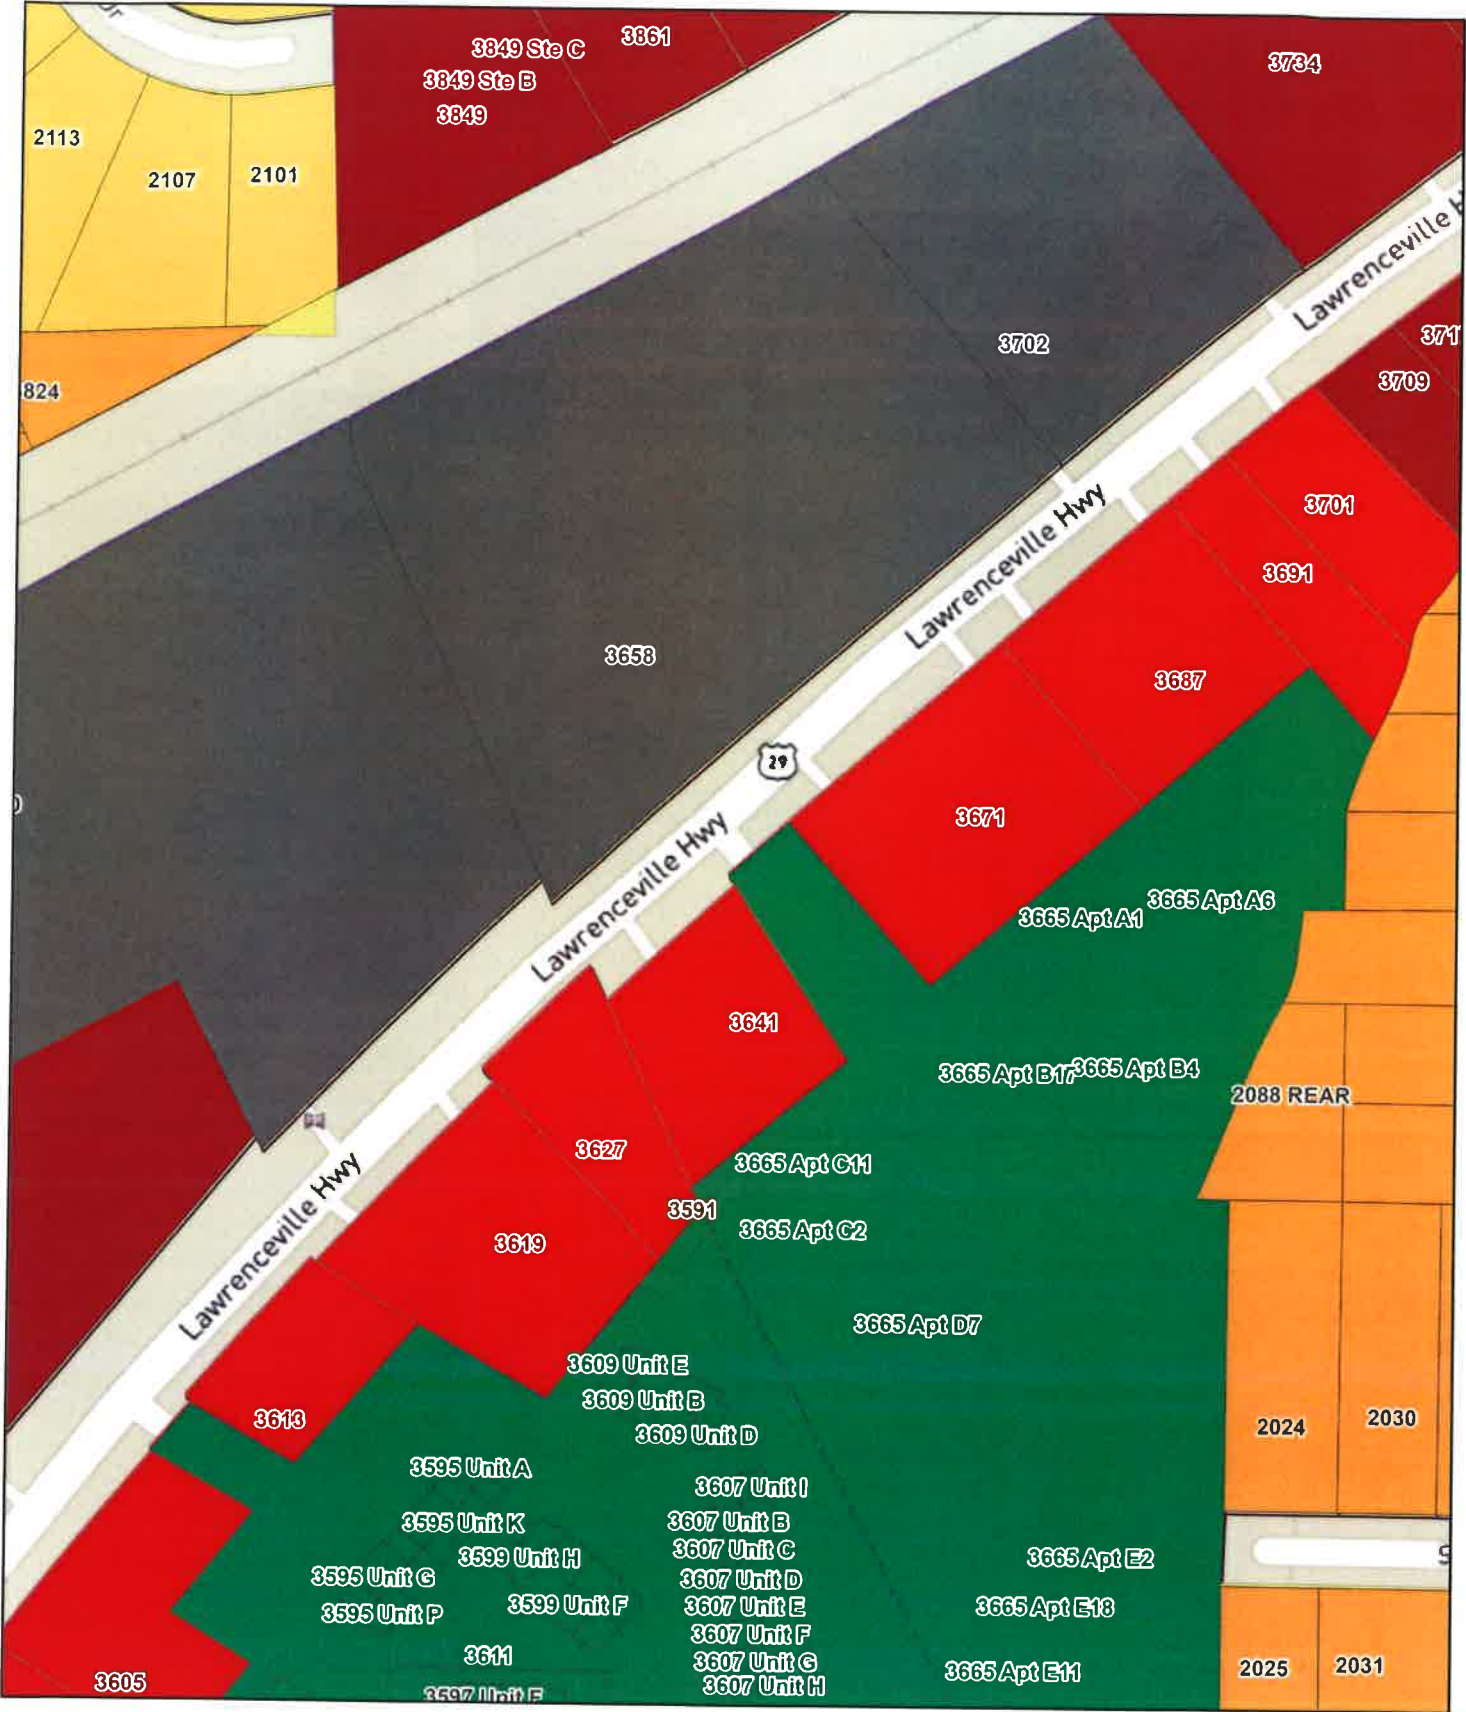 Dr
3849 Ste C
3861
3849 Ste B
3849
3734
2113
2107
2101
Lawrenceville H
3702
371
3709
824
3701
3691
Lawrenceville Hwy
3658
3687
29
3671
Lawrenceville Hwy
3665 Apt A6
3665 Apt A1
3641
3665 Apt B17
3665 Apt B4
2088 REAR
3627
3665 Apt C11
3591
3665 Apt C2
Lawrenceville Hwy
3619
3665 Apt D7
3609 Unit E
3609 Unit B
3613
3609 Unit D
2024
2030
3595 Unit A
3607 Unit I
3595 Unit K
3607 Unit B
3599 Unit H
3607 Unit C
3665 Apt E2
3595 Unit G
3607 Unit D
3595 Unit P
3599 Unit F
3607 Unit E
3665 Apt E18
3607 Unit F
3611
3607 Unit G
3665 Apt E11
2025
2031
3605
3607 Unit H